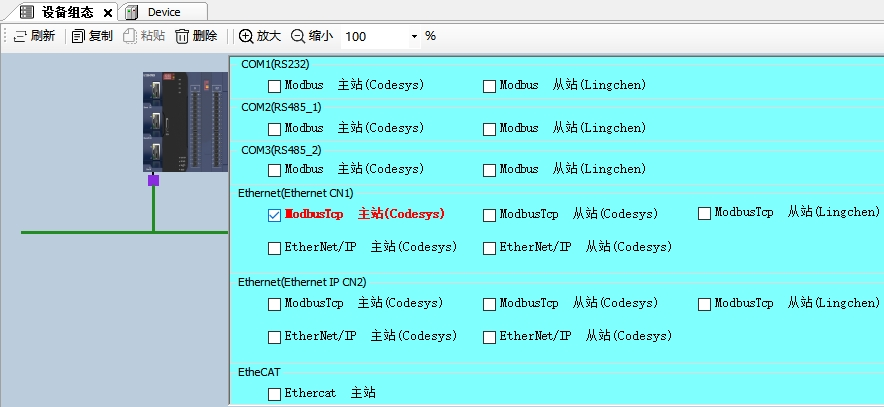 设备组态 Device
刷新 复制 粘贴 删除 放大 缩小 100 %
COM1(RS232)
Modbus 主站(Codesys) Modbus 从站(Lingchen)
COM2(RS485_1)
Modbus 主站(Codesys) Modbus 从站(Lingchen)
COM3(RS485_2)
Modbus 主站(Codesys) Modbus 从站(Lingchen)
Ethernet(Ethernet CN1)
ModbusTcp 主站(Codesys) ModbusTcp 从站(Codesys) ModbusTcp 从站(Lingchen)
EtherNet/IP 主站(Codesys) EtherNet/IP 从站(Codesys)
Ethernet(Ethernet IP CN2)
ModbusTcp 主站(Codesys) ModbusTcp 从站(Codesys) ModbusTcp 从站(Lingchen)
EtherNet/IP 主站(Codesys) EtherNet/IP 从站(Codesys)
EtheCAT
Ethercat 主站